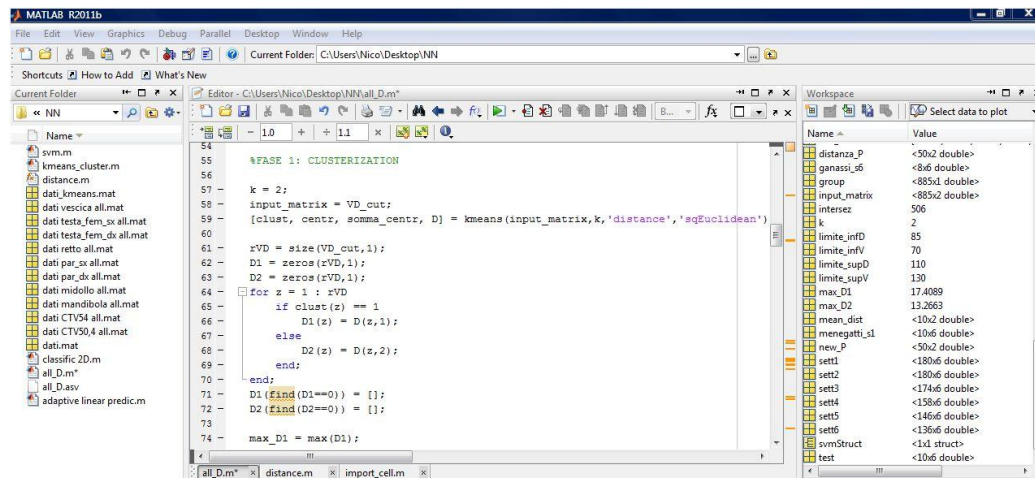 MATLAB R2011b
File Edit View Graphics Debug Parallel Desktop Window Help
Current Folder: C:\Users\Nico\Desktop\NN
Shortcuts How to Add What's New
Current Folder
« NN
Name
svm.m
kmeans_cluster.m
distance.m
dati_kmeans.mat
dati vescica all.mat
dati testa_fem_sx all.mat
dati testa_fem_dx all.mat
dati retto all.mat
dati par_sx all.mat
dati par_dx all.mat
dati midollo all.mat
dati mandibola all.mat
dati CTV54 all.mat
dati CTV50,4 all.mat
dati.mat
classific 2D.m
all_D.m*
all_D.asv
adaptive linear predic.m
Editor - C:\Users\Nico\Desktop\NN\all_D.m*
B... fx
- 1.0 + ÷ 1.1 ×
54
55 %FASE 1: CLUSTERIZATION
56
57 - k = 2;
58 - input_matrix = VD_cut;
59 - [clust, centr, somma_centr, D] = kmeans(input_matrix,k,'distance','sqEuclidean')
60
61 - rVD = size(VD_cut,1);
62 - D1 = zeros(rVD,1);
63 - D2 = zeros(rVD,1);
64 - for z = 1 : rVD
65 - if clust(z) == 1
66 - D1(z) = D(z,1);
67 - else
68 - D2(z) = D(z,2);
69 - end;
70 - end;
71 - D1(find(D1==0)) = [];
72 - D2(find(D2==0)) = [];
73
74 - max_D1 = max(D1);
all_D.m* × distance.m × import_cell.m ×
Workspace
Select data to plot
Name Value
distanza_P <50x2 double>
ganassi_s6 <8x6 double>
group <885x1 double>
input_matrix <885x2 double>
intersez 506
k 2
limite_infD 85
limite_infV 70
limite_supD 110
limite_supV 130
max_D1 17.4089
max_D2 13.2663
mean_dist <10x2 double>
menegatti_s1 <10x6 double>
new_P <50x2 double>
sett1 <180x6 double>
sett2 <180x6 double>
sett3 <174x6 double>
sett4 <158x6 double>
sett5 <146x6 double>
sett6 <136x6 double>
svmStruct <1x1 struct>
test <10x6 double>